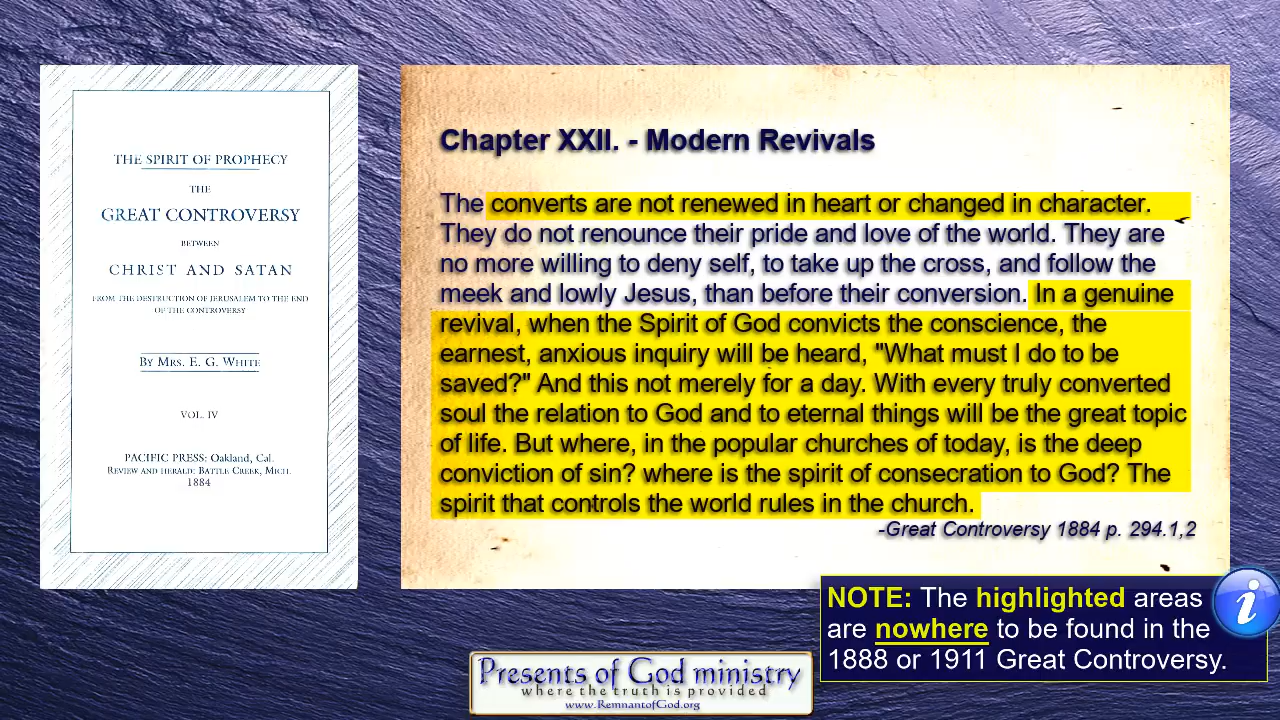 THE SPIRIT OF PROPHECY
THE
GREAT CONTROVERSY
BETWEEN
CHRIST AND SATAN
FROM THE DESTRUCTION OF JERUSALEM TO THE END
OF THE CONTROVERSY
BY MRS. E. G. WHITE
VOL. IV
PACIFIC PRESS: Oakland, Cal.
REVIEW AND HERALD: BATTLE CREEK, MICH.
1884
Chapter XXII. - Modern Revivals
The converts are not renewed in heart or changed in character.
They do not renounce their pride and love of the world. They are
no more willing to deny self, to take up the cross, and follow the
meek and lowly Jesus, than before their conversion. In a genuine
revival, when the Spirit of God convicts the conscience, the
earnest, anxious inquiry will be heard, "What must I do to be
saved?" And this not merely for a day. With every truly converted
soul the relation to God and to eternal things will be the great topic
of life. But where, in the popular churches of today, is the deep
conviction of sin? where is the spirit of consecration to God? The
spirit that controls the world rules in the church.
-Great Controversy 1884 p. 294.1,2
NOTE: The highlighted areas
are nowhere to be found in the
1888 or 1911 Great Controversy.
i
Presents of God ministry
where the truth is provided
www.RemnantofGod.org